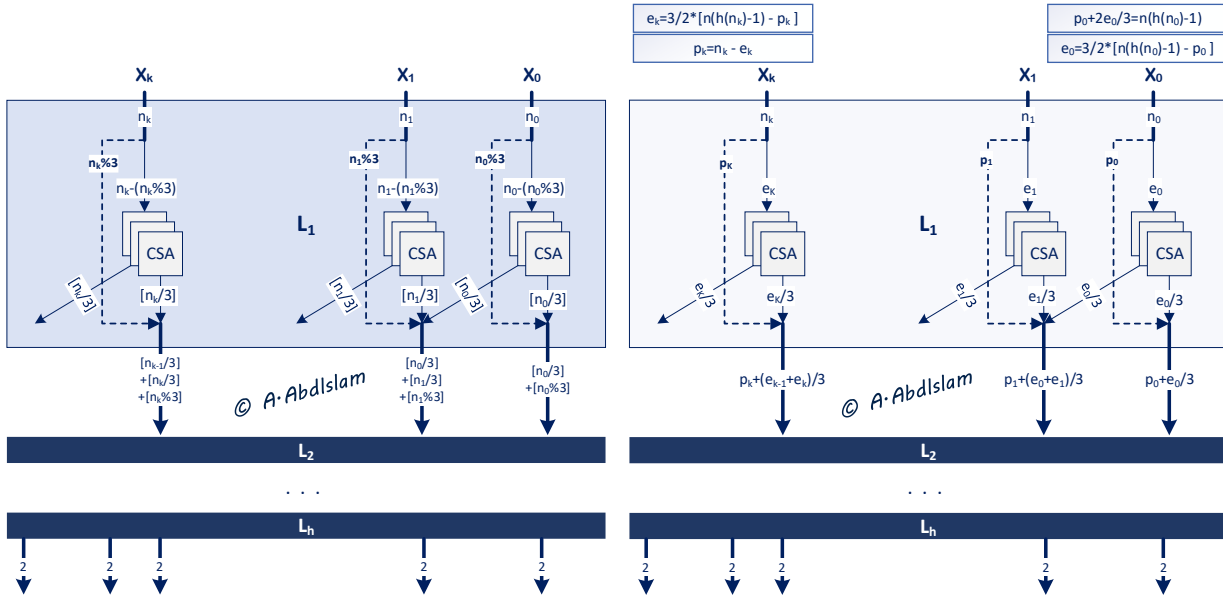 eₖ=3/2*[n(h(nₖ)-1) - pₖ]
pₖ=nₖ - eₖ
p₀+2e₀/3=n(h(n₀)-1)
e₀=3/2*[n(h(n₀)-1) - p₀]
Xₖ X₁ X₀
nₖ n₁ n₀
nₖ%3 n₁%3 n₀%3
nₖ-(nₖ%3) n₁-(n₁%3) n₀-(n₀%3)
L₁
CSA CSA CSA
[nₖ/3] [nₖ/3] [n₁/3] [n₁/3] [n₀/3] [n₀/3]
[nₖ₋₁/3] [n₀/3] [n₀/3]
+[nₖ/3] +[n₁/3] +[n₀%3]
+[nₖ%3] +[n₁%3]
© A·AbdIslam
L₂
. . .
Lₕ
2 2 2 2 2
Xₖ X₁ X₀
nₖ n₁ n₀
p_K p₁ p₀
e_K e₁ e₀
L₁
CSA CSA CSA
eₖ/3 e_K/3 e₁/3 e₁/3 e₀/3 e₀/3
pₖ+(eₖ₋₁+eₖ)/3 p₁+(e₀+e₁)/3 p₀+e₀/3
© A·AbdIslam
L₂
. . .
Lₕ
2 2 2 2 2